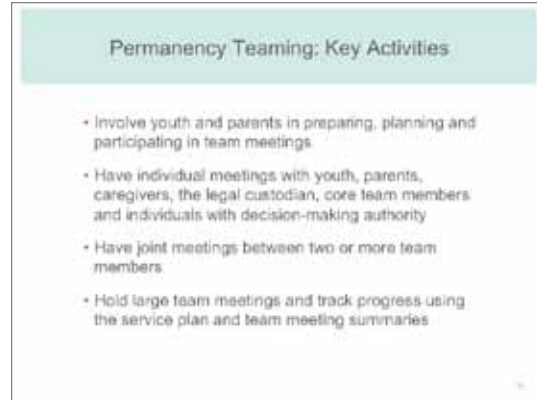 Permanency Teaming: Key Activities
• Involve youth and parents in preparing, planning and
participating in team meetings
• Have individual meetings with youth, parents,
caregivers, the legal custodian, core team members
and individuals with decision-making authority
• Have joint meetings between two or more team
members
• Hold large team meetings and track progress using
the service plan and team meeting summaries